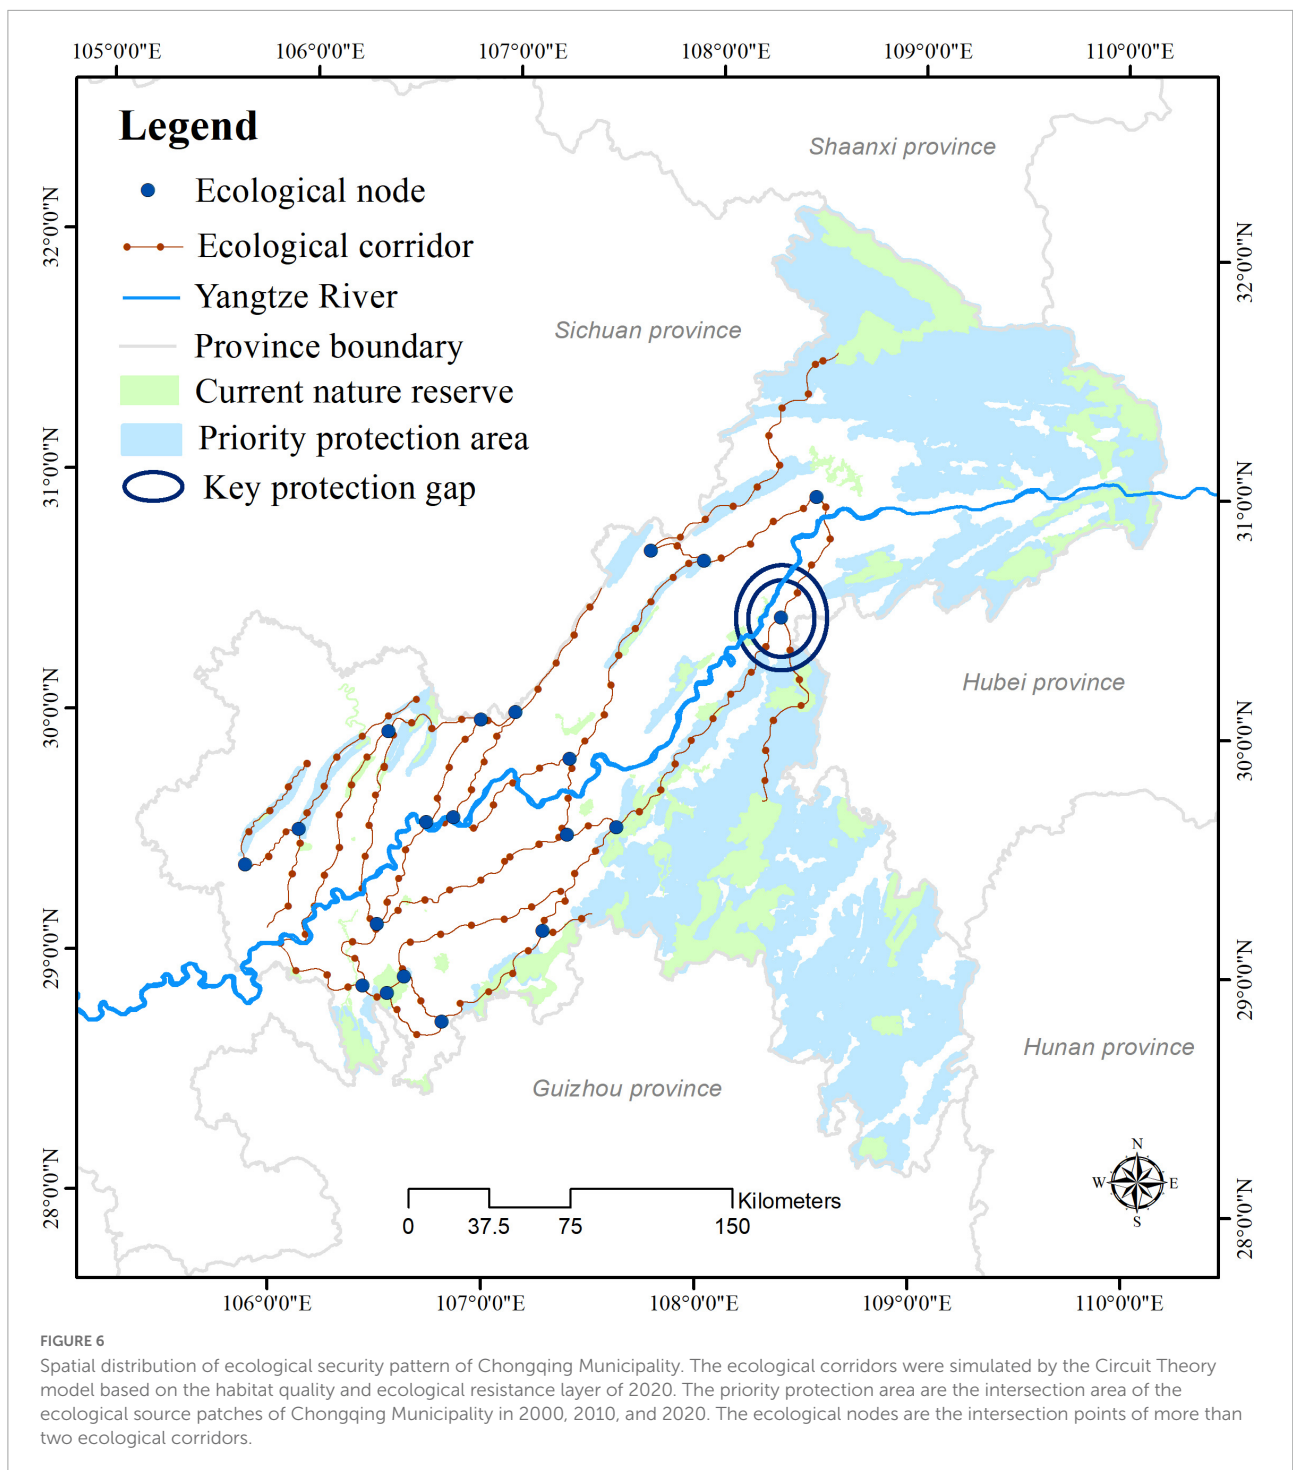 105°0'0"E 106°0'0"E 107°0'0"E 108°0'0"E 109°0'0"E 110°0'0"E
Legend
Ecological node
Ecological corridor
Yangtze River
Province boundary
Current nature reserve
Priority protection area
Key protection gap
Shaanxi province
Sichuan province
Hubei province
Hunan province
Guizhou province
32°0'0"N
31°0'0"N
30°0'0"N
29°0'0"N
28°0'0"N
32°0'0"N
31°0'0"N
30°0'0"N
29°0'0"N
28°0'0"N
N
W E
S
Kilometers
0 37.5 75 150
106°0'0"E 107°0'0"E 108°0'0"E 109°0'0"E 110°0'0"E
FIGURE 6
Spatial distribution of ecological security pattern of Chongqing Municipality. The ecological corridors were simulated by the Circuit Theory
model based on the habitat quality and ecological resistance layer of 2020. The priority protection area are the intersection area of the
ecological source patches of Chongqing Municipality in 2000, 2010, and 2020. The ecological nodes are the intersection points of more than
two ecological corridors.